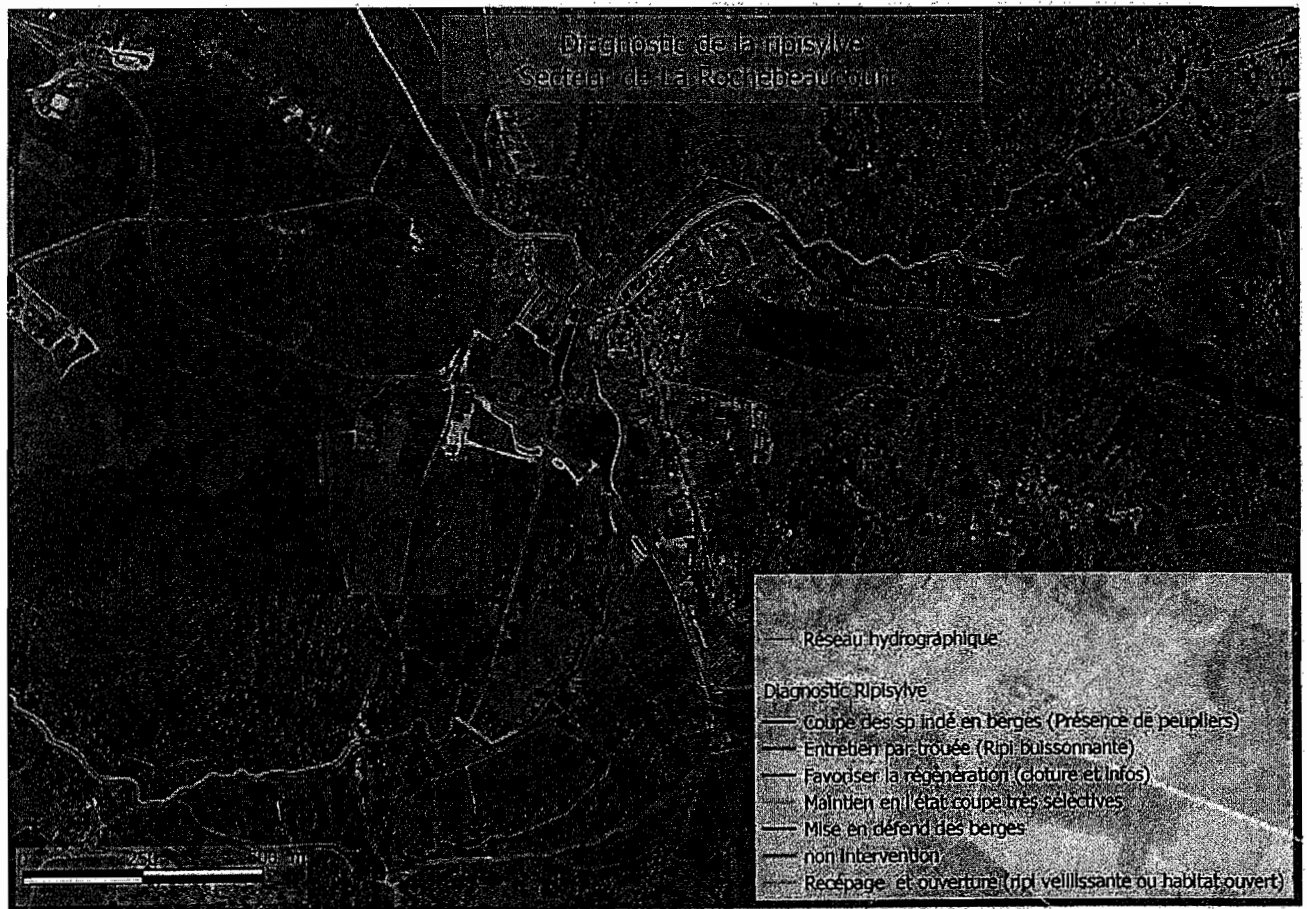 Diagnostic de la ripisylve
Secteur de La Rochebeaucourt
Réseau hydrographique
Diagnostic Ripisylve
Coupe des sp indé en berges (Présence de peupliers)
Entretien par trouée (Ripi buissonnante)
Favoriser la régénération (cloture et infos)
Maintien en l'état coupe très sélectives
Mise en défend des berges
non intervention
Recépage et ouverture (ripi veillissante ou habitat ouvert)
0 250 500 m